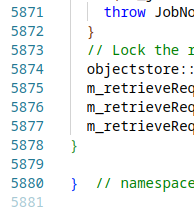 5871 throw JobNo
5872 }
5873 // Lock the r
5874 objectstore::
5875 m_retrieveReq
5876 m_retrieveReq
5877 m_retrieveReq
5878 }
5879
5880 } // namespace
5881